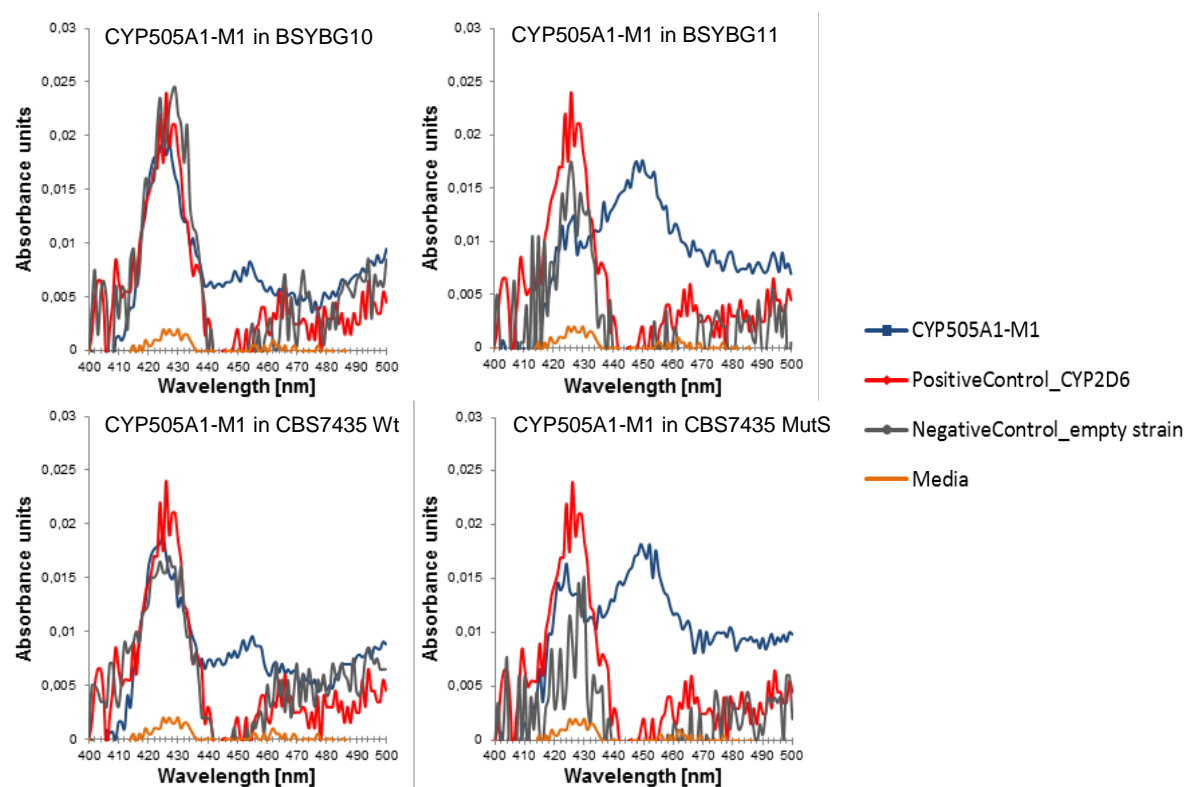 CYP505A1-M1 in BSYBG10
Absorbance units
0,03
0,025
0,02
0,015
0,01
0,005
0
400 410 420 430 440 450 460 470 480 490 500
Wavelength [nm]
CYP505A1-M1 in BSYBG11
Absorbance units
0,03
0,025
0,02
0,015
0,01
0,005
0
400 410 420 430 440 450 460 470 480 490 500
Wavelength [nm]
CYP505A1-M1 in CBS7435 Wt
Absorbance units
0,03
0,025
0,02
0,015
0,01
0,005
0
400 410 420 430 440 450 460 470 480 490 500
Wavelength [nm]
CYP505A1-M1 in CBS7435 MutS
Absorbance units
0,03
0,025
0,02
0,015
0,01
0,005
0
400 410 420 430 440 450 460 470 480 490 500
Wavelength [nm]
CYP505A1-M1
PositiveControl_CYP2D6
NegativeControl_empty strain
Media